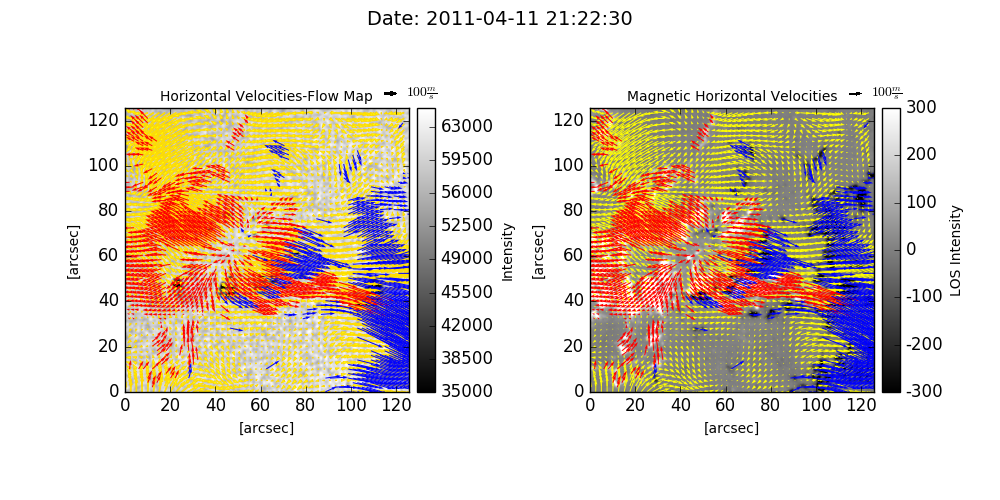 Date: 2011-04-11 21:22:30
Horizontal Velocities-Flow Map
100 m/s
Magnetic Horizontal Velocities
100 m/s
120
100
80
60
40
20
0
[arcsec]
0 20 40 60 80 100 120
[arcsec]
63000
59500
56000
52500
49000
45500
42000
38500
35000
Intensity
120
100
80
60
40
20
0
[arcsec]
0 20 40 60 80 100 120
[arcsec]
300
200
100
0
-100
-200
-300
LOS Intensity